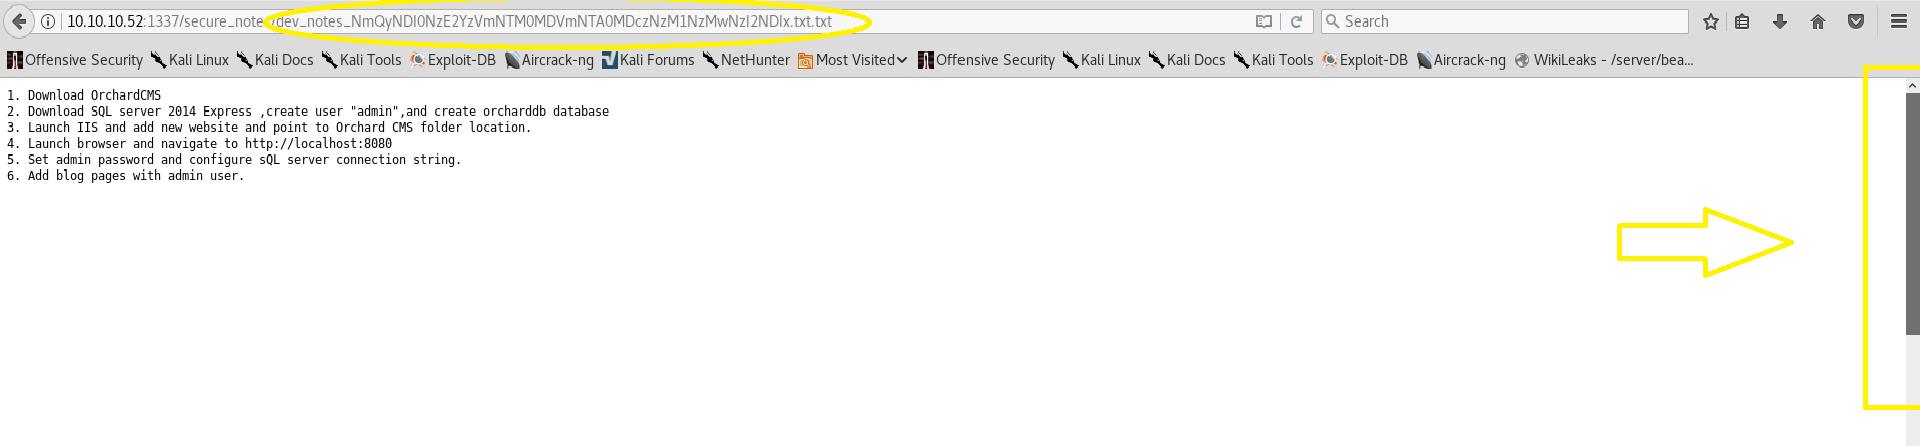 10.10.10.52:1337/secure_note /dev_notes_NmQyNDI0NzE2YzVmNTM0MDVmNTA0MDczNzM1NzMwNzI2NDIx.txt.txt
Search
Offensive Security Kali Linux Kali Docs Kali Tools Exploit-DB Aircrack-ng Kali Forums NetHunter Most Visited Offensive Security Kali Linux Kali Docs Kali Tools Exploit-DB Aircrack-ng WikiLeaks - /server/bea...
1. Download OrchardCMS
2. Download SQL server 2014 Express ,create user "admin",and create orcharddb database
3. Launch IIS and add new website and point to Orchard CMS folder location.
4. Launch browser and navigate to http://localhost:8080
5. Set admin password and configure sQL server connection string.
6. Add blog pages with admin user.